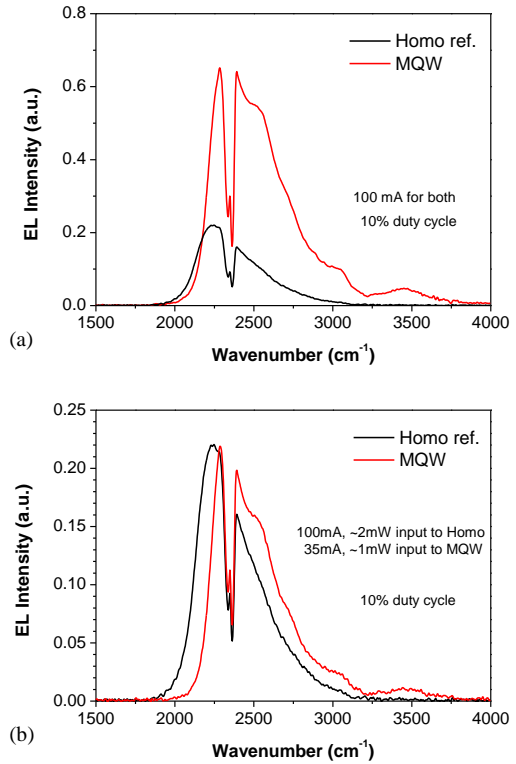 Homo ref.
MQW
100 mA for both
10% duty cycle
EL Intensity (a.u.)
0.8
0.6
0.4
0.2
0.0
1500 2000 2500 3000 3500 4000
Wavenumber (cm⁻¹)
(a)
Homo ref.
MQW
100mA, ~2mW input to Homo
35mA, ~1mW input to MQW
10% duty cycle
EL Intensity (a.u.)
0.25
0.20
0.15
0.10
0.05
0.00
1500 2000 2500 3000 3500 4000
Wavenumber (cm⁻¹)
(b)